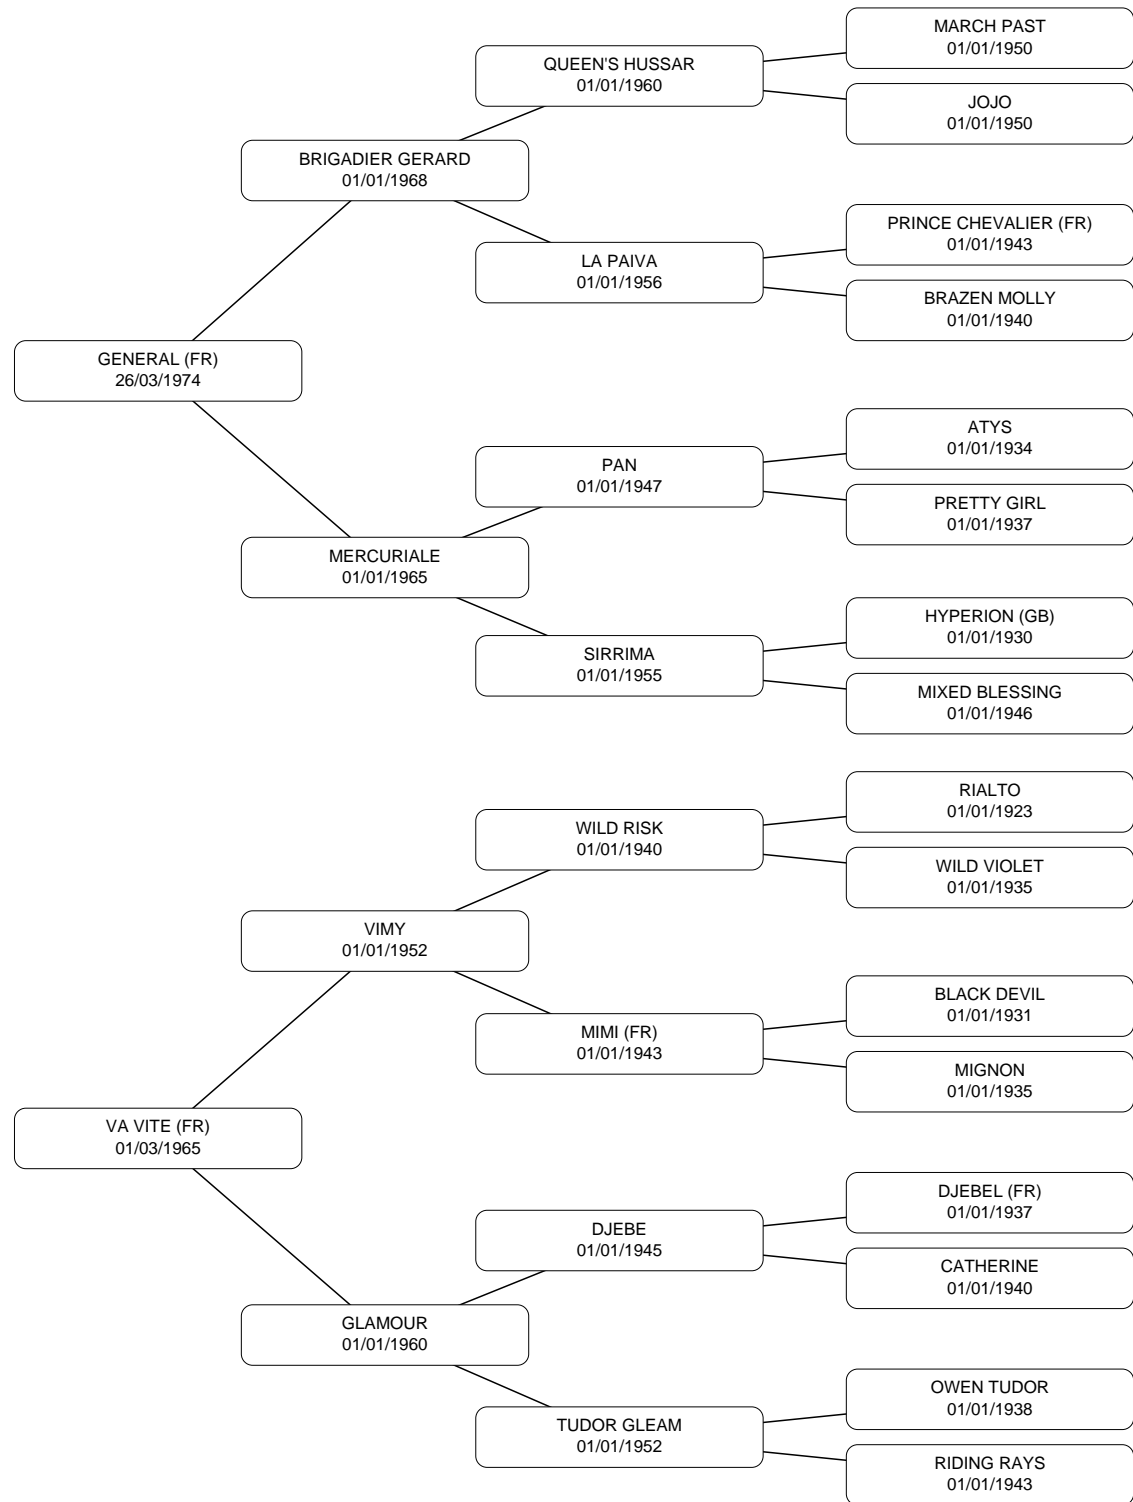 MARCH PAST
01/01/1950
QUEEN'S HUSSAR
01/01/1960
JOJO
01/01/1950
BRIGADIER GERARD
01/01/1968
PRINCE CHEVALIER (FR)
01/01/1943
LA PAIVA
01/01/1956
BRAZEN MOLLY
01/01/1940
GENERAL (FR)
26/03/1974
ATYS
01/01/1934
PAN
01/01/1947
PRETTY GIRL
01/01/1937
MERCURIALE
01/01/1965
HYPERION (GB)
01/01/1930
SIRRIMA
01/01/1955
MIXED BLESSING
01/01/1946
RIALTO
01/01/1923
WILD RISK
01/01/1940
WILD VIOLET
01/01/1935
VIMY
01/01/1952
BLACK DEVIL
01/01/1931
MIMI (FR)
01/01/1943
MIGNON
01/01/1935
VA VITE (FR)
01/03/1965
DJEBEL (FR)
01/01/1937
DJEBE
01/01/1945
CATHERINE
01/01/1940
GLAMOUR
01/01/1960
OWEN TUDOR
01/01/1938
TUDOR GLEAM
01/01/1952
RIDING RAYS
01/01/1943